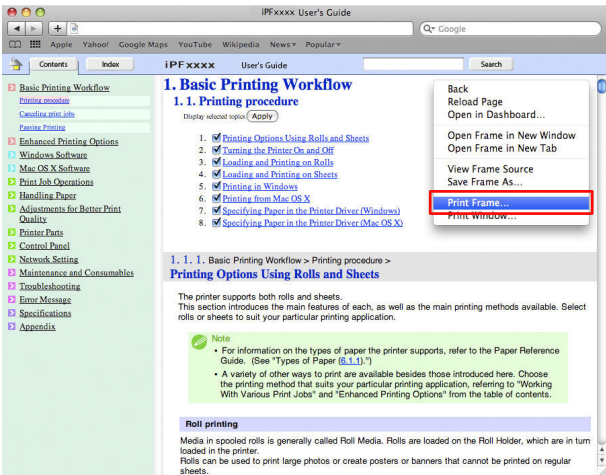 iPFxxxx User's Guide
Google
Apple Yahoo! Google Maps YouTube Wikipedia News Popular
Contents Index iPFxxxx User's Guide Search
Basic Printing Workflow
Printing procedure
Canceling print jobs
Pausing Printing
Enhanced Printing Options
Windows Software
Mac OS X Software
Print Job Operations
Handling Paper
Adjustments for Better Print
Quality
Printer Parts
Control Panel
Network Setting
Maintenance and Consumables
Troubleshooting
Error Message
Specifications
Appendix
1. Basic Printing Workflow
1. 1. Printing procedure
Display selected topics Apply
1. Printing Options Using Rolls and Sheets
2. Turning the Printer On and Off
3. Loading and Printing on Rolls
4. Loading and Printing on Sheets
5. Printing in Windows
6. Printing from Mac OS X
7. Specifying Paper in the Printer Driver (Windows)
8. Specifying Paper in the Printer Driver (Mac OS X)
Back
Reload Page
Open in Dashboard...
Open Frame in New Window
Open Frame in New Tab
View Frame Source
Save Frame As...
Print Frame...
Print Window...
1. 1. 1. Basic Printing Workflow > Printing procedure >
Printing Options Using Rolls and Sheets
The printer supports both rolls and sheets.
This section introduces the main features of each, as well as the main printing methods available. Select
rolls or sheets to suit your particular printing application.
Note
• For information on the types of paper the printer supports, refer to the Paper Reference
Guide. (See "Types of Paper (6.1.1).")
• A variety of other ways to print are available besides those introduced here. Choose
the printing method that suits your particular printing application, referring to "Working
With Various Print Jobs" and "Enhanced Printing Options" from the table of contents.
Roll printing
Media in spooled rolls is generally called Roll Media. Rolls are loaded on the Roll Holder, which are in turn
loaded in the printer.
Rolls can be used to print large photos or create posters or banners that cannot be printed on regular
sheets.